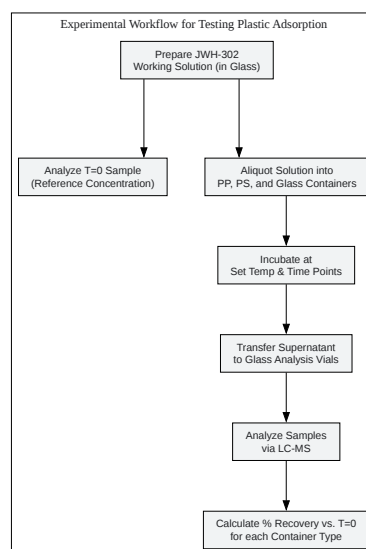 Experimental Workflow for Testing Plastic Adsorption
Prepare JWH-302
Working Solution (in Glass)
Analyze T=0 Sample
(Reference Concentration)
Aliquot Solution into
PP, PS, and Glass Containers
Incubate at
Set Temp & Time Points
Transfer Supernatant
to Glass Analysis Vials
Analyze Samples
via LC-MS
Calculate % Recovery vs. T=0
for each Container Type